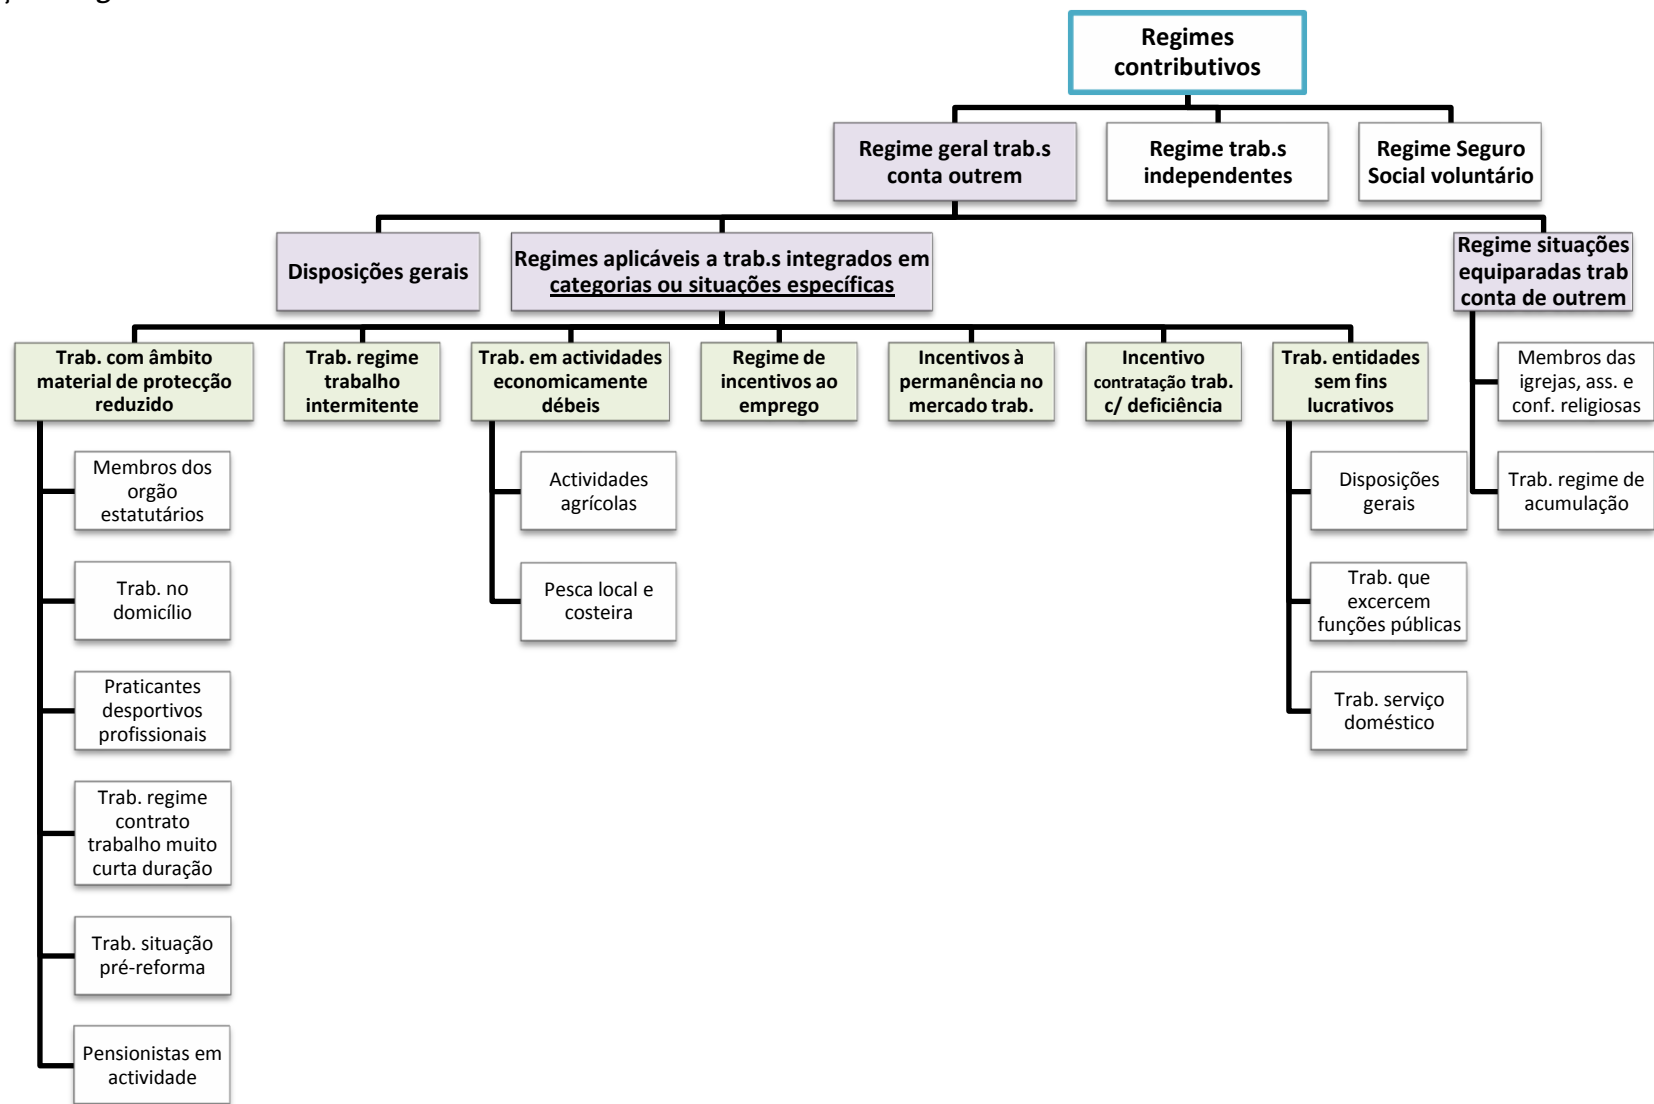 Regimes
contributivos
Regime geral trab.s
conta outrem
Regime trab.s
independentes
Regime Seguro
Social voluntário
Disposições gerais
Regimes aplicáveis a trab.s integrados em
categorias ou situações específicas
Regime situações
equiparadas trab
conta de outrem
Trab. com âmbito
material de protecção
reduzido
Trab. regime
trabalho
intermitente
Trab. em actividades
economicamente
débeis
Regime de
incentivos ao
emprego
Incentivos à
permanência no
mercado trab.
Incentivo
contratação trab.
c/ deficiência
Trab. entidades
sem fins
lucrativos
Membros das
igrejas, ass. e
conf. religiosas
Trab. regime de
acumulação
Membros dos
orgão
estatutários
Trab. no
domicílio
Praticantes
desportivos
profissionais
Trab. regime
contrato
trabalho muito
curta duração
Trab. situação
pré-reforma
Pensionistas em
actividade
Actividades
agrícolas
Pesca local e
costeira
Disposições
gerais
Trab. que
excercem
funções públicas
Trab. serviço
doméstico